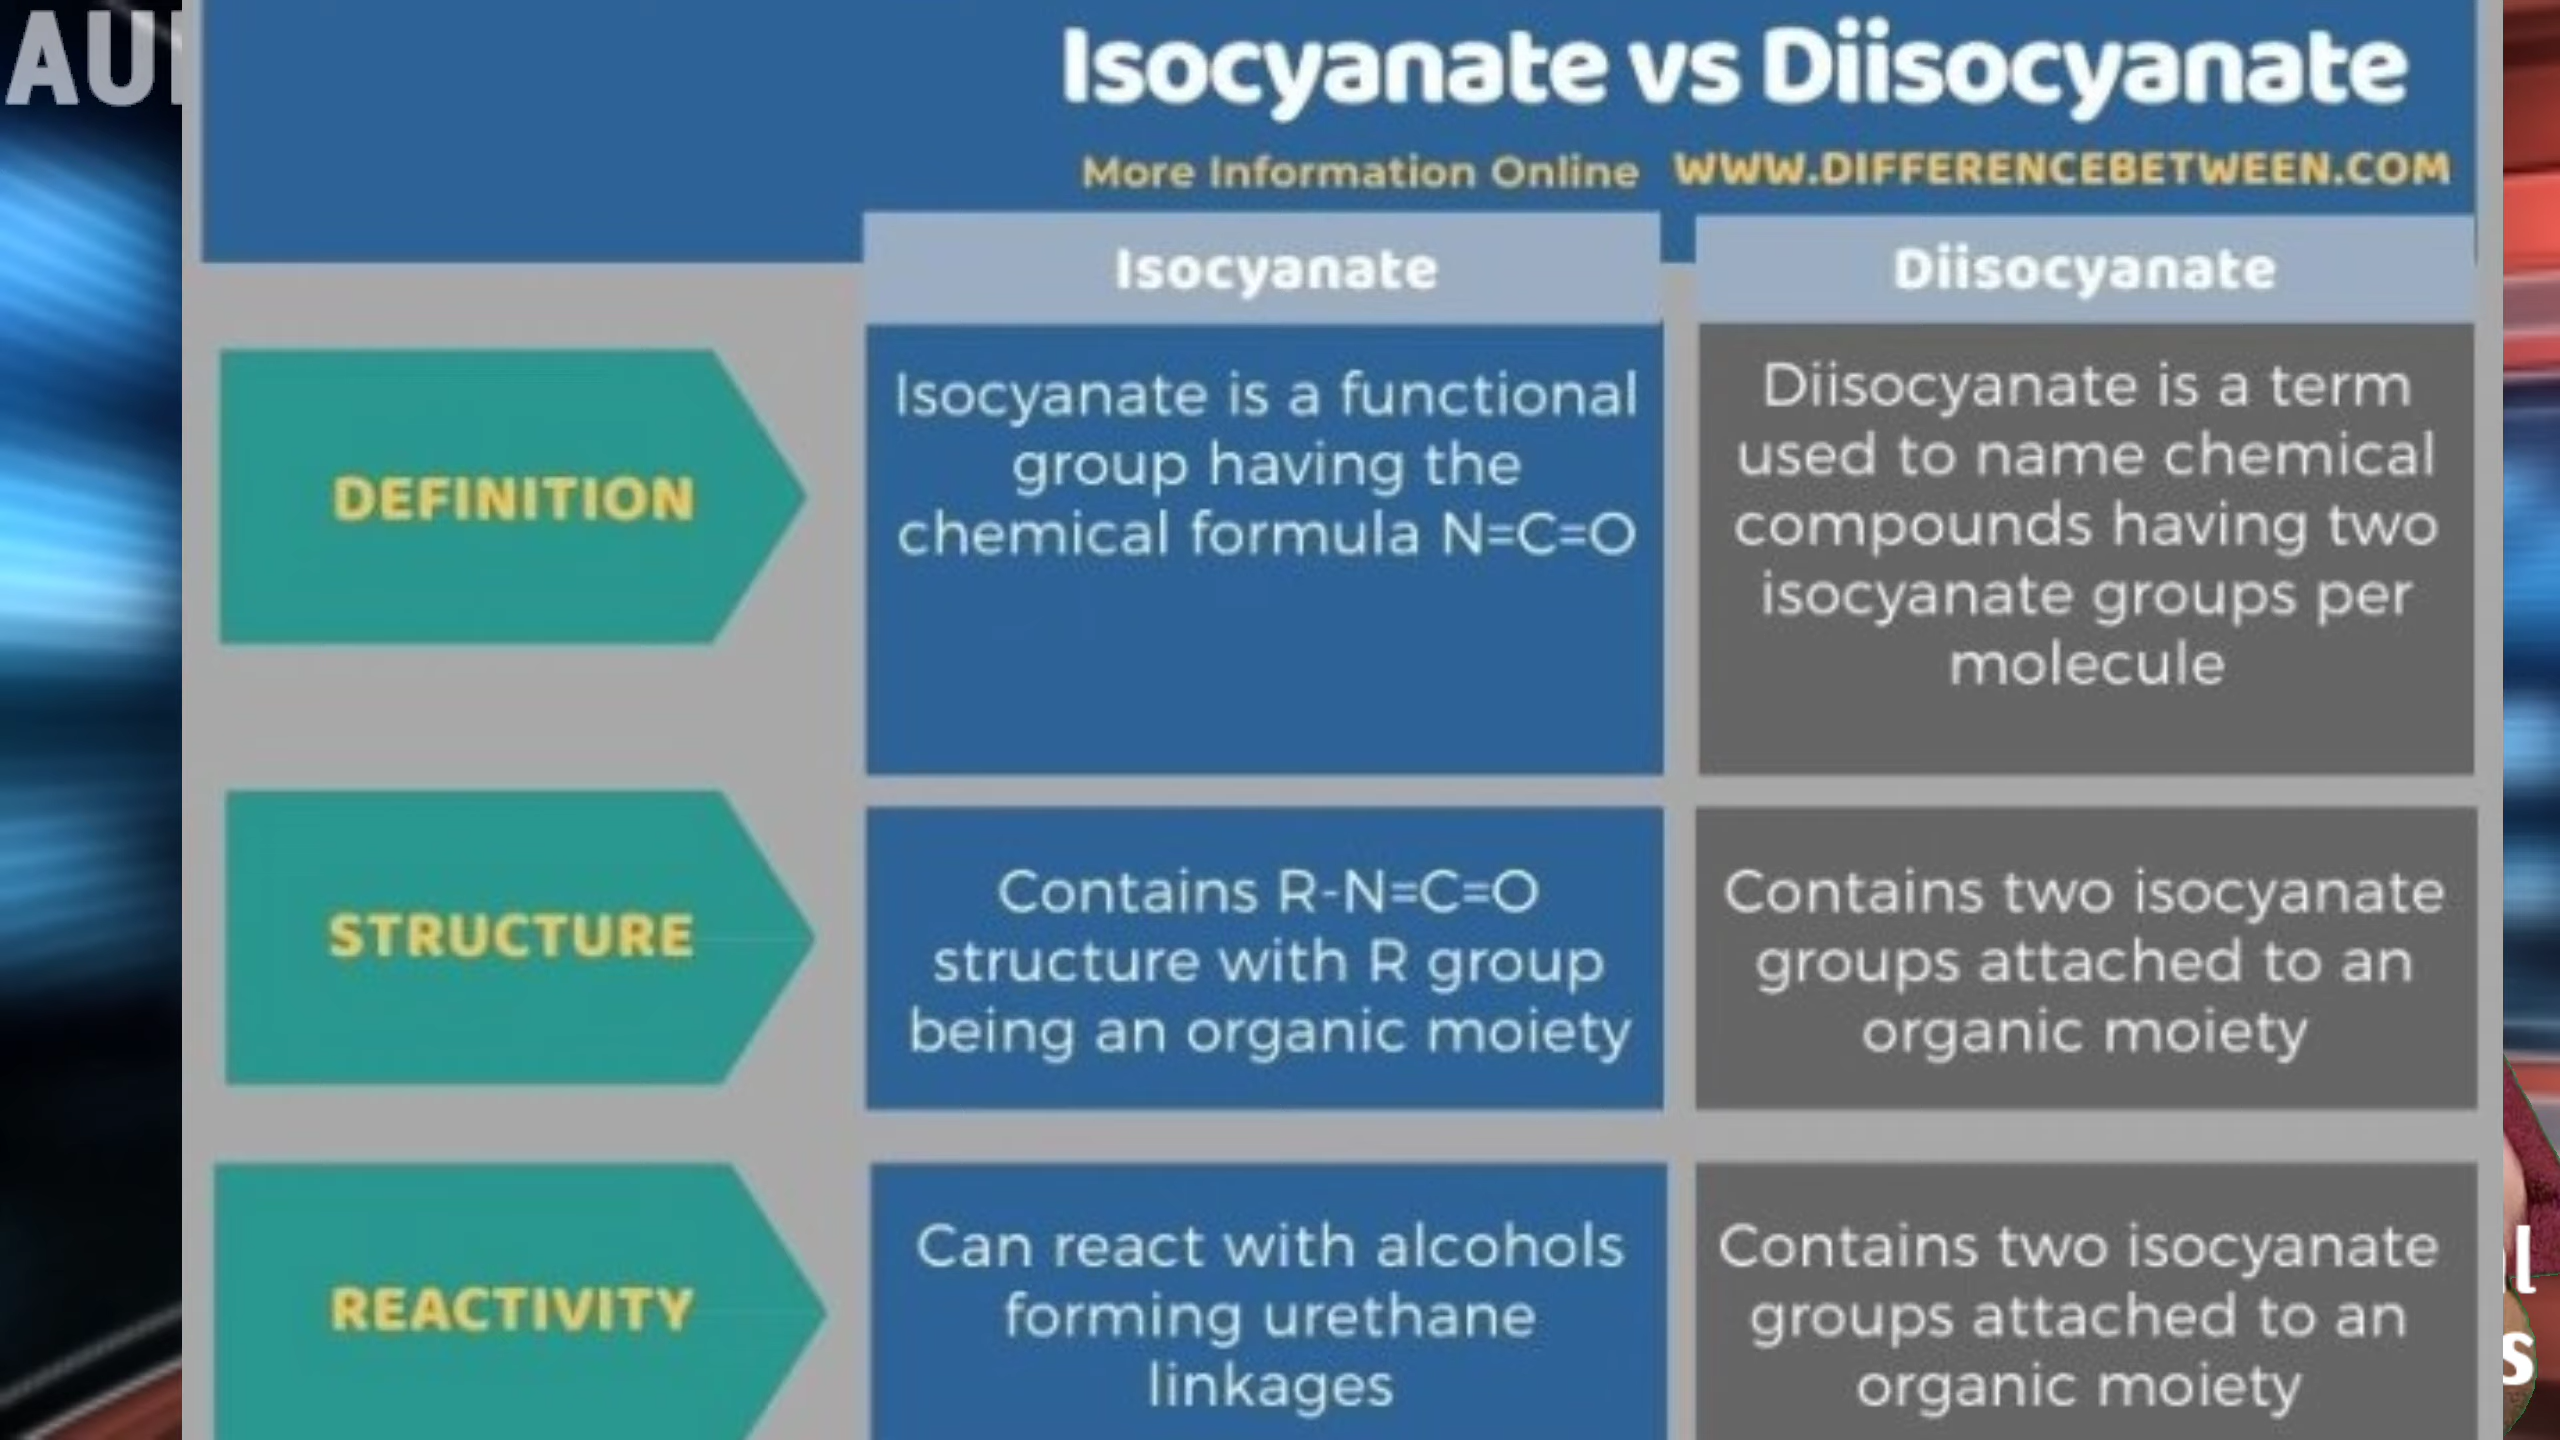 AU
Isocyanate vs Diisocyanate
More Information Online WWW.DIFFERENCEBETWEEN.COM
Isocyanate
Diisocyanate
DEFINITION
Isocyanate is a functional
group having the
chemical formula N=C=O
Diisocyanate is a term
used to name chemical
compounds having two
isocyanate groups per
molecule
STRUCTURE
Contains R-N=C=O
structure with R group
being an organic moiety
Contains two isocyanate
groups attached to an
organic moiety
REACTIVITY
Can react with alcohols
forming urethane
linkages
Contains two isocyanate
groups attached to an
organic moiety
l
s